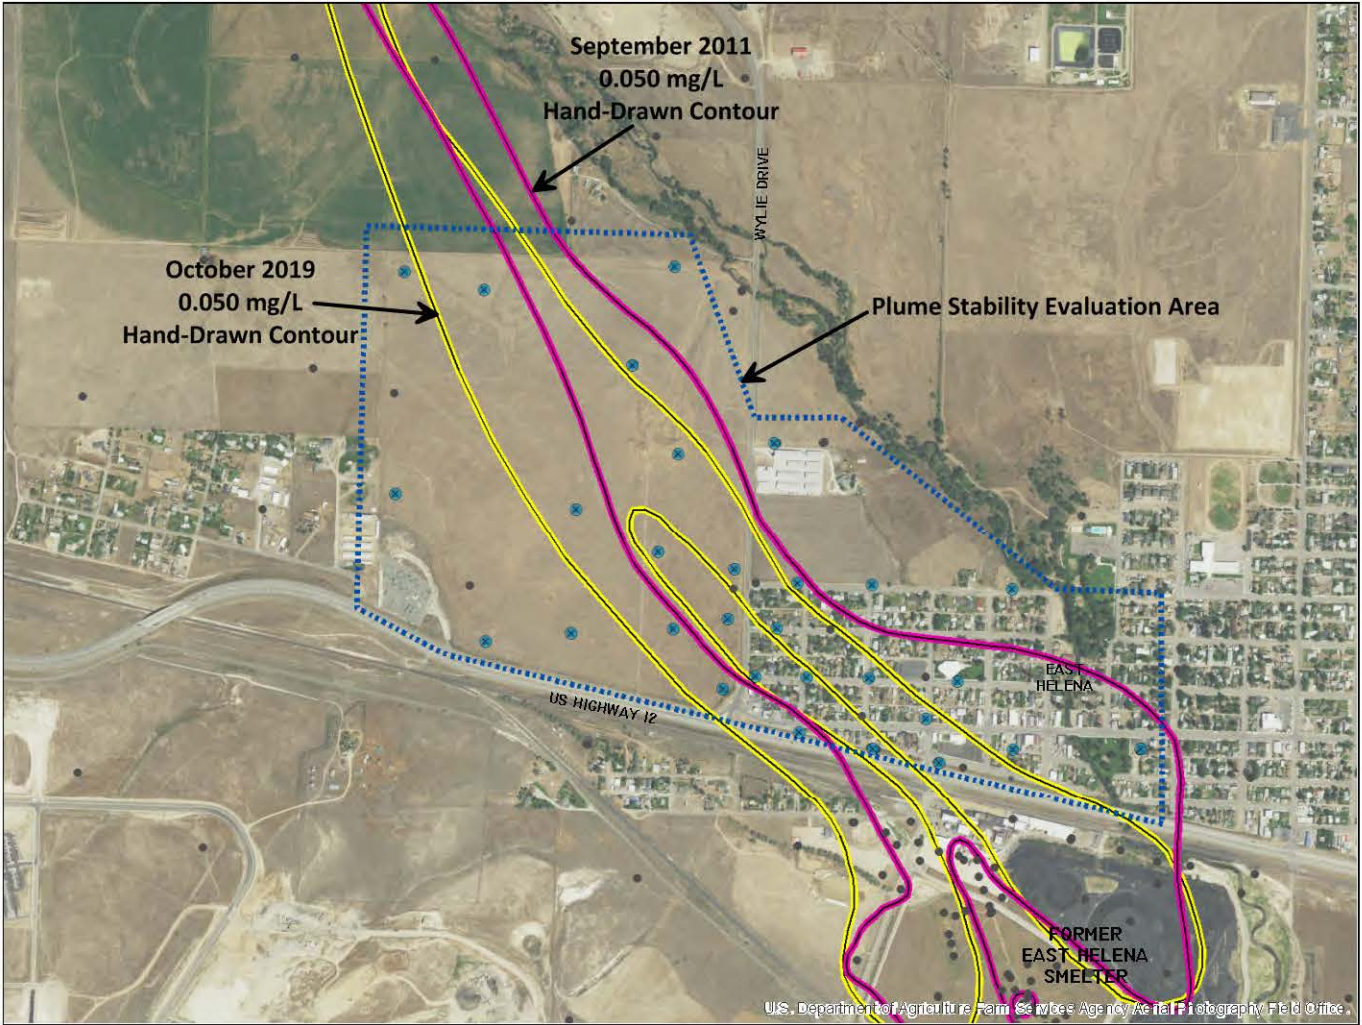 September 2011
0.050 mg/L
Hand-Drawn Contour
WYLIE DRIVE
October 2019
0.050 mg/L
Hand-Drawn Contour
Plume Stability Evaluation Area
EAST
HELENA
US HIGHWAY 12
FORMER
EAST HELENA
SMELTER
U.S. Department of Agriculture Farm Services Agency Aerial Photography Field Office.